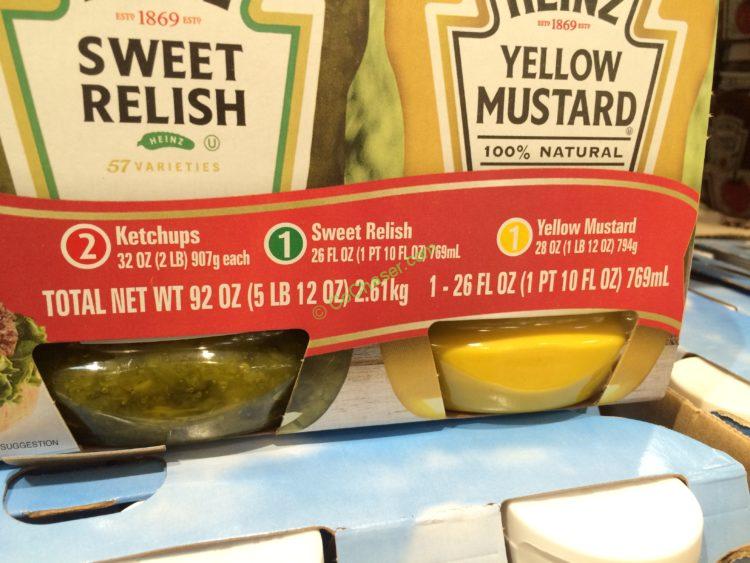 HEINZ
HEINZ
ESTD 1869 ESTD
SWEET
RELISH
HEINZ U
57 VARIETIES
ESTD 1869 ESTD
YELLOW
MUSTARD
100% NATURAL
2 Ketchups
32 OZ (2 LB) 907g each
1 Sweet Relish
26 FL OZ (1 PT 10 FL OZ) 769mL
1 Yellow Mustard
28 OZ (1 LB 12 OZ) 794g
TOTAL NET WT 92 OZ (5 LB 12 OZ) 2.61kg 1 - 26 FL OZ (1 PT 10 FL OZ) 769mL
© CoChaser.com
SUGGESTION